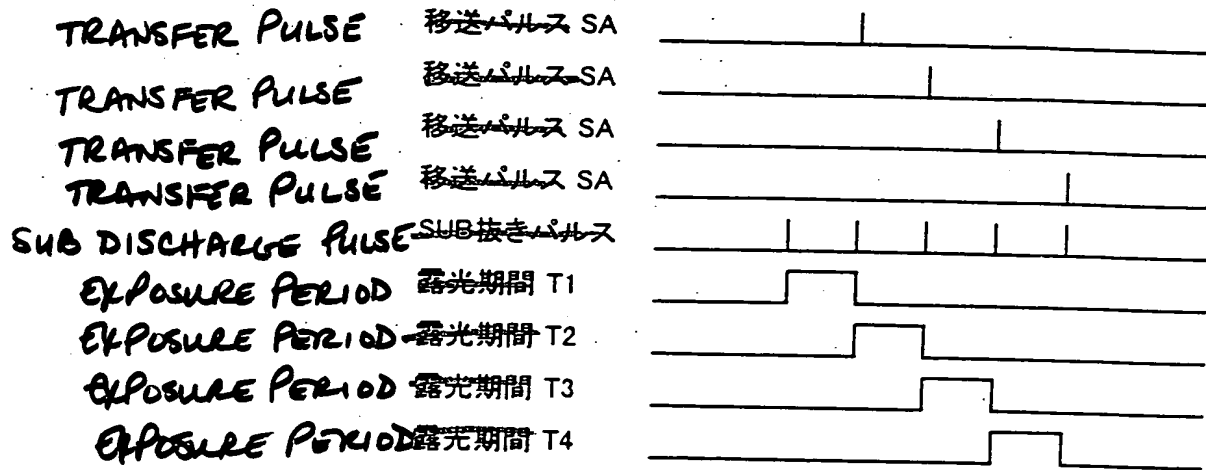 TRANSFER PULSE 移送パルス SA
TRANSFER PULSE 移送パルス SA
TRANSFER PULSE 移送パルス SA
TRANSFER PULSE 移送パルス SA
SUB DISCHARGE PULSE SUB抜きパルス
EXPOSURE PERIOD 露光期間 T1
EXPOSURE PERIOD 露光期間 T2
EXPOSURE PERIOD 露光期間 T3
EXPOSURE PERIOD 露光期間 T4